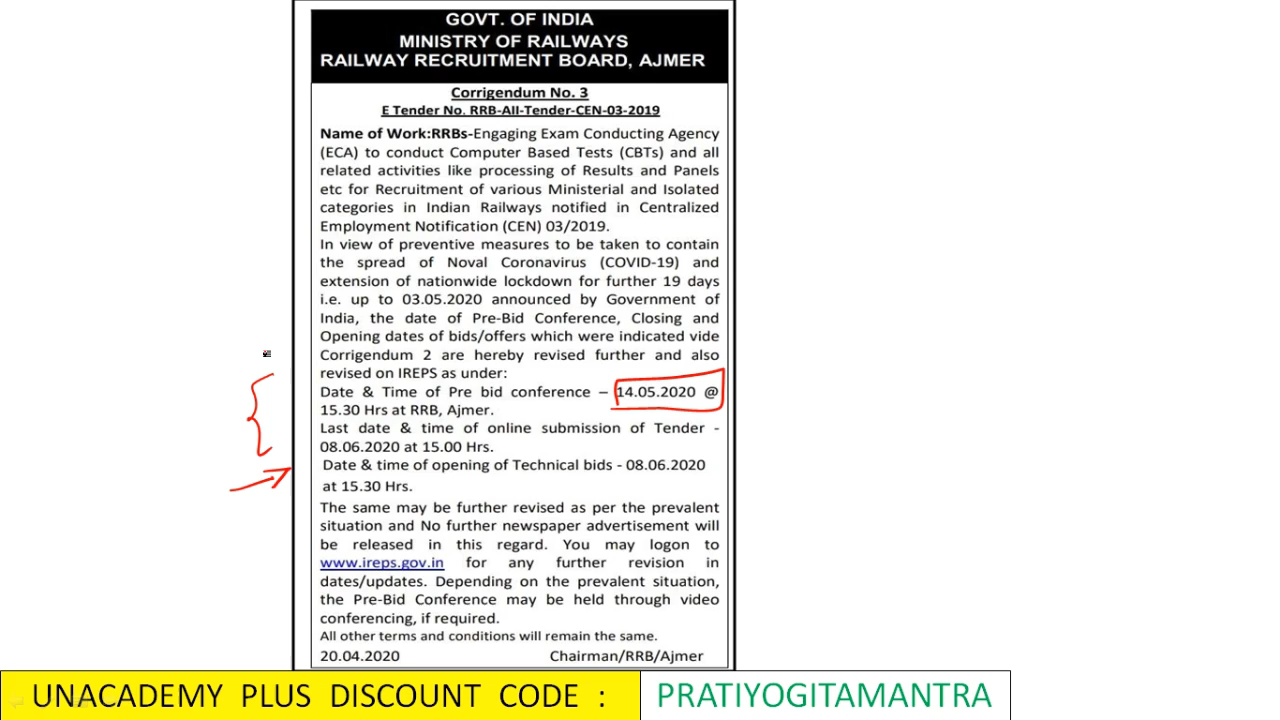 GOVT. OF INDIA
MINISTRY OF RAILWAYS
RAILWAY RECRUITMENT BOARD, AJMER
Corrigendum No. 3
E Tender No. RRB-AII-Tender-CEN-03-2019
Name of Work:RRBs-Engaging Exam Conducting Agency
(ECA) to conduct Computer Based Tests (CBTs) and all
related activities like processing of Results and Panels
etc for Recruitment of various Ministerial and Isolated
categories in Indian Railways notified in Centralized
Employment Notification (CEN) 03/2019.
In view of preventive measures to be taken to contain
the spread of Noval Coronavirus (COVID-19) and
extension of nationwide lockdown for further 19 days
i.e. up to 03.05.2020 announced by Government of
India, the date of Pre-Bid Conference, Closing and
Opening dates of bids/offers which were indicated vide
Corrigendum 2 are hereby revised further and also
revised on IREPS as under:
Date & Time of Pre bid conference – 14.05.2020 @
15.30 Hrs at RRB, Ajmer.
Last date & time of online submission of Tender -
08.06.2020 at 15.00 Hrs.
Date & time of opening of Technical bids - 08.06.2020
at 15.30 Hrs.
The same may be further revised as per the prevalent
situation and No further newspaper advertisement will
be released in this regard. You may logon to
www.ireps.gov.in for any further revision in
dates/updates. Depending on the prevalent situation,
the Pre-Bid Conference may be held through video
conferencing, if required.
All other terms and conditions will remain the same.
20.04.2020 Chairman/RRB/Ajmer
UNACADEMY PLUS DISCOUNT CODE : PRATIYOGITAMANTRA